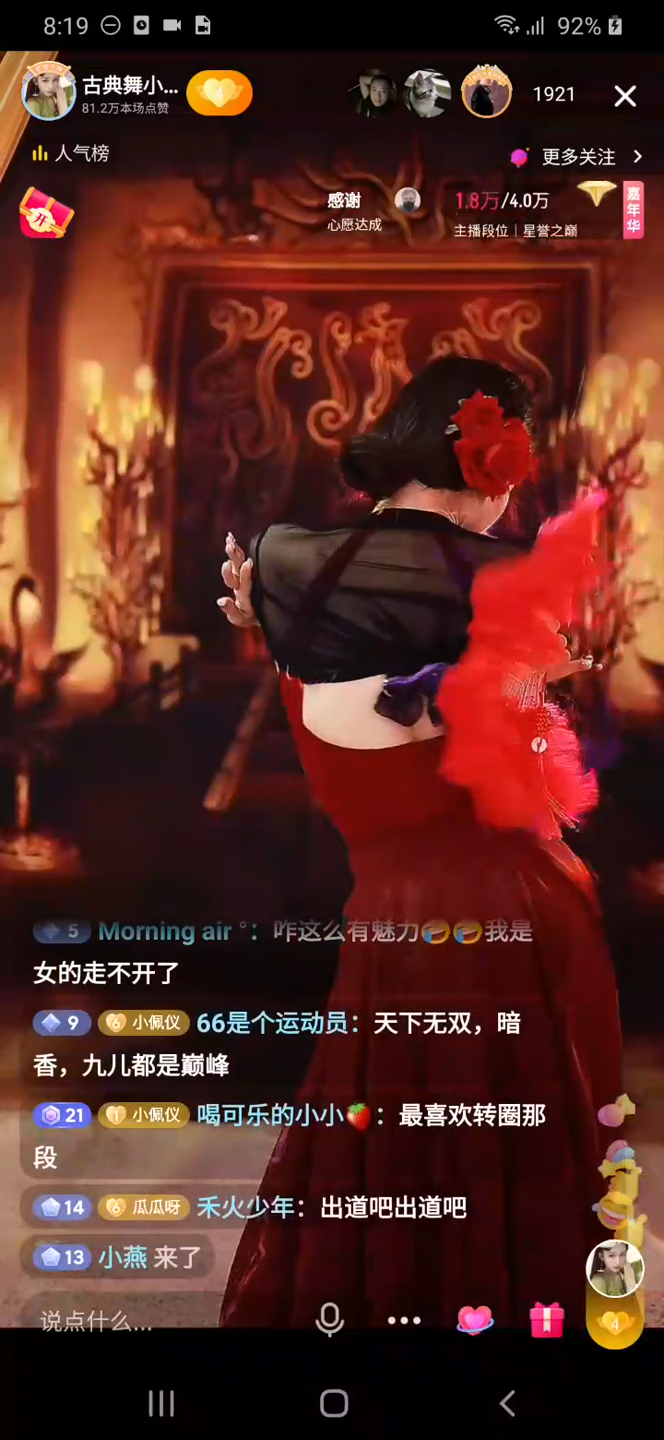 8:19
92%
古典舞小...
81.2万本场点赞
4
1921
人气榜
更多关注
开
感谢
心愿达成
1.8万/4.0万
主播段位｜星誉之巅
嘉年华
5 Morning air °：咋这么有魅力我是
女的走不开了
9 6 小佩仪 66是个运动员：天下无双，暗
香，九儿都是巅峰
21 1 小佩仪 喝可乐的小小🍓：最喜欢转圈那
段
14 6 瓜瓜呀 禾火少年：出道吧出道吧
13 小燕 来了
说点什么...
4